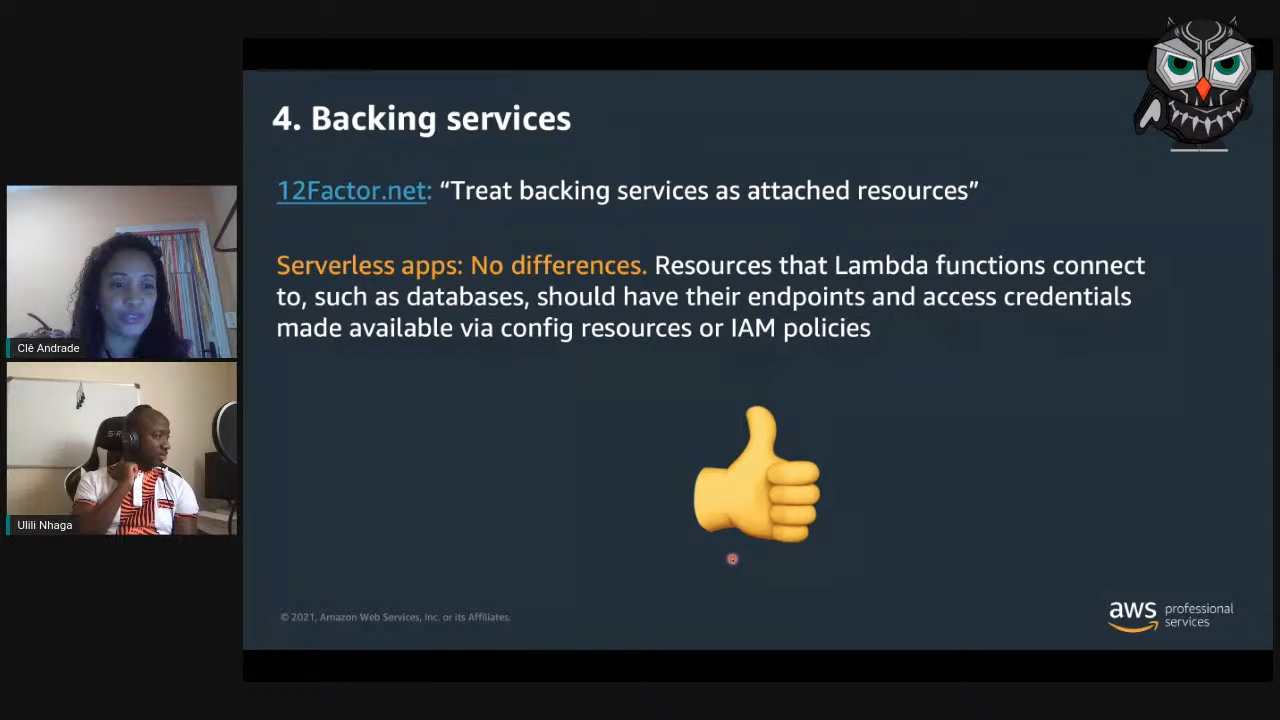 4. Backing services
12Factor.net: “Treat backing services as attached resources”
Serverless apps: No differences. Resources that Lambda functions connect
to, such as databases, should have their endpoints and access credentials
made available via config resources or IAM policies
Clê Andrade
Ulili Nhaga
© 2021, Amazon Web Services, Inc. or its Affiliates.
aws professional
services